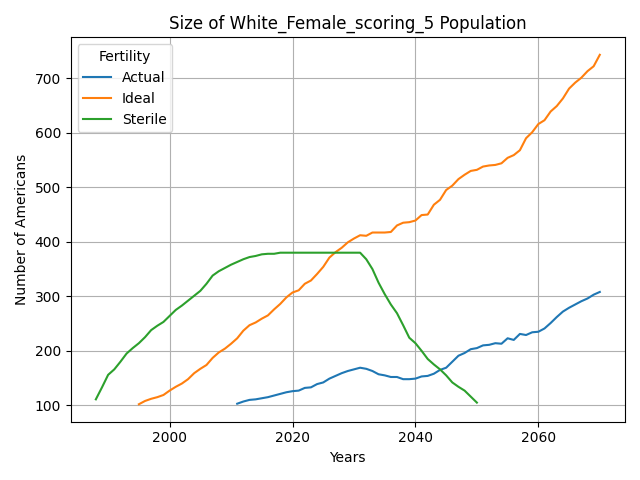 Size of White_Female_scoring_5 Population
Fertility
Actual
Ideal
Sterile
Number of Americans
700
600
500
400
300
200
100
2000 2020 2040 2060
Years